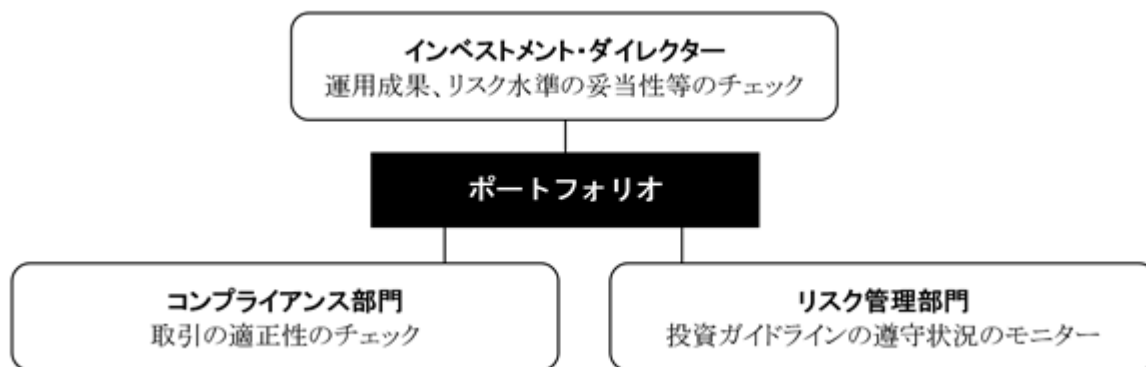 インベストメント・ダイレクター
運用成果、リスク水準の妥当性等のチェック
ポートフォリオ
コンプライアンス部門
取引の適正性のチェック
リスク管理部門
投資ガイドラインの遵守状況のモニター